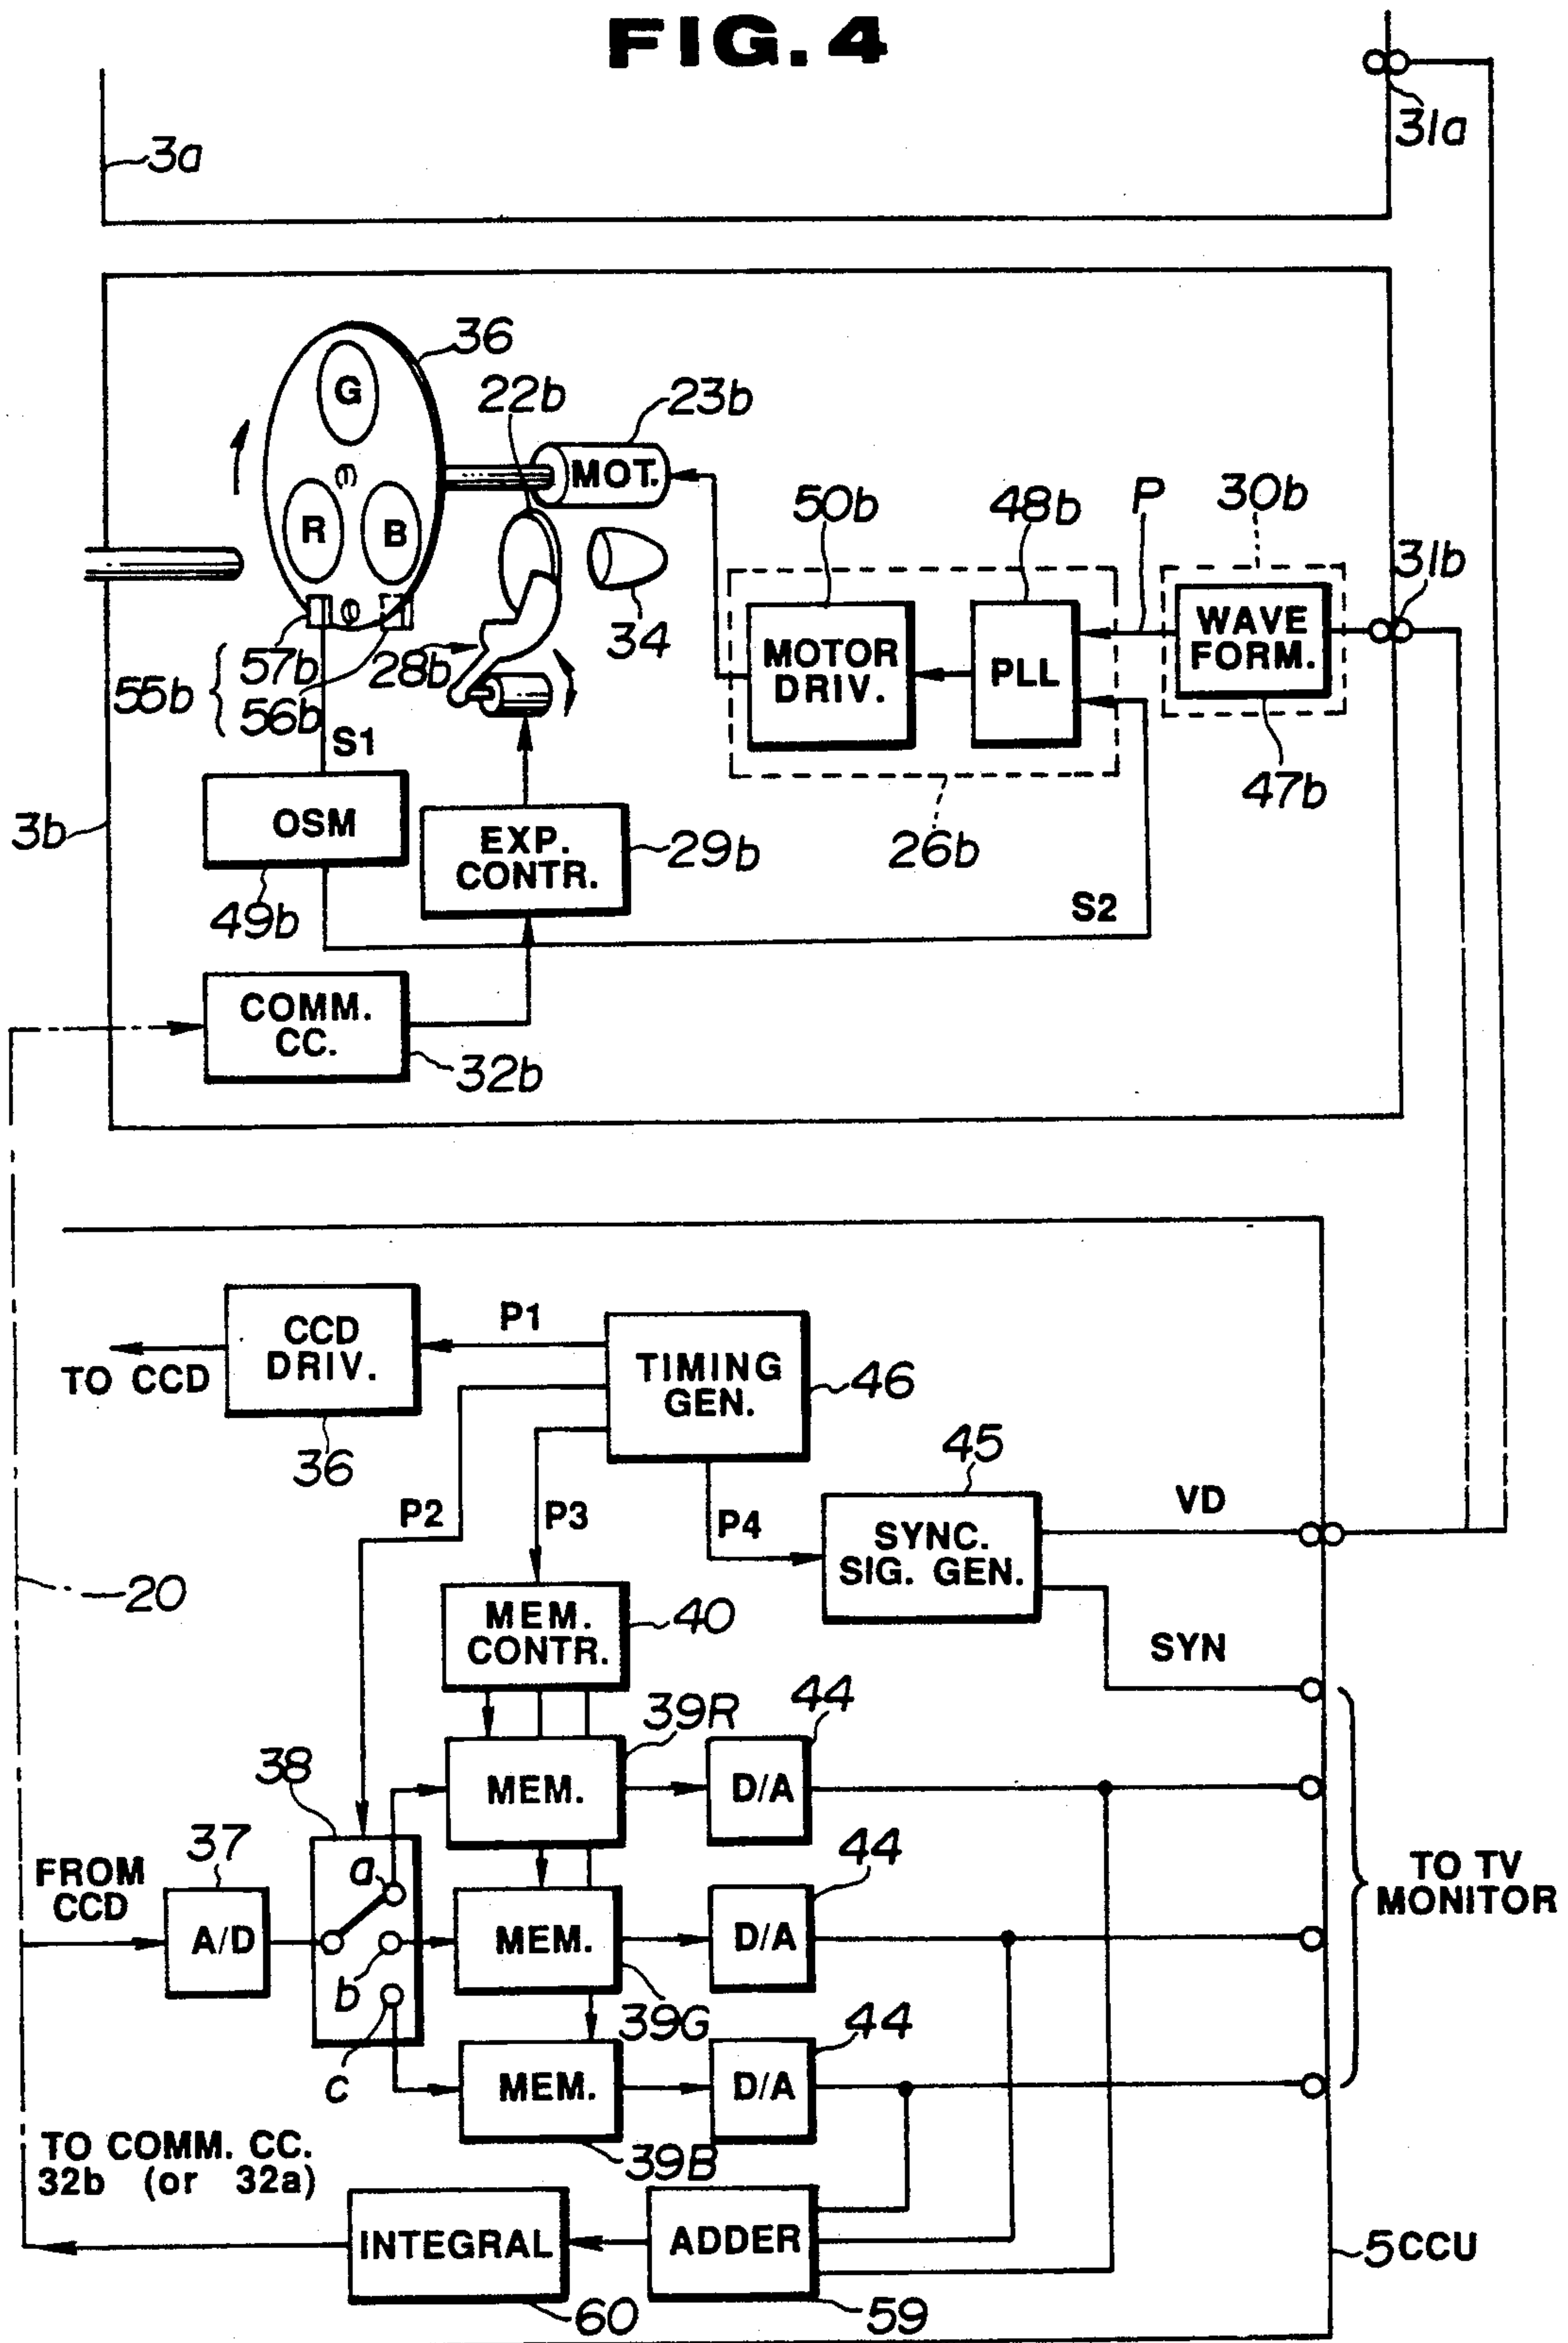 FIG. 4
3a
31a
36
22b
23b
G
R
B
MOT.
50b
48b
P
30b
31b
34
MOTOR
DRIV.
PLL
WAVE
FORM.
55b
57b
56b
28b
S1
47b
26b
3b
OSM
EXP.
CONTR.
29b
49b
S2
COMM.
CC.
32b
CCD
DRIV.
P1
TIMING
GEN.
46
TO CCD
36
45
P2
P3
P4
SYNC.
SIG. GEN.
VD
20
MEM.
CONTR.
40
SYN
39R
44
38
MEM.
D/A
37
FROM
CCD
a
44
TO TV
MONITOR
A/D
MEM.
D/A
b
39G
44
c
MEM.
D/A
39B
TO COMM. CC.
32b (or 32a)
INTEGRAL
ADDER
5 CCU
60
59